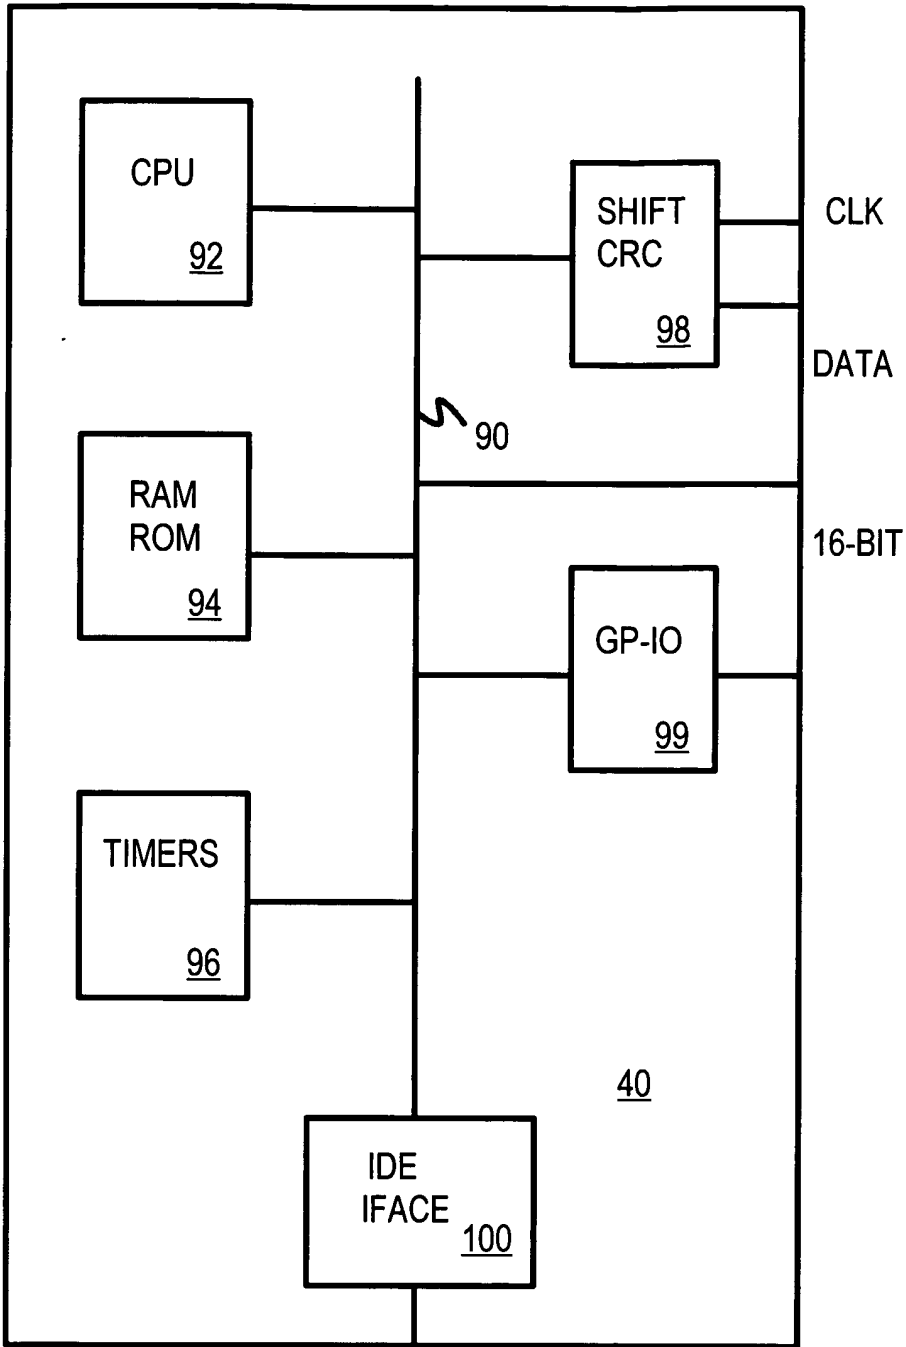 CPU
92
SHIFT
CRC
98
CLK
DATA
90
RAM
ROM
94
16-BIT
GP-IO
99
TIMERS
96
40
IDE
IFACE
100